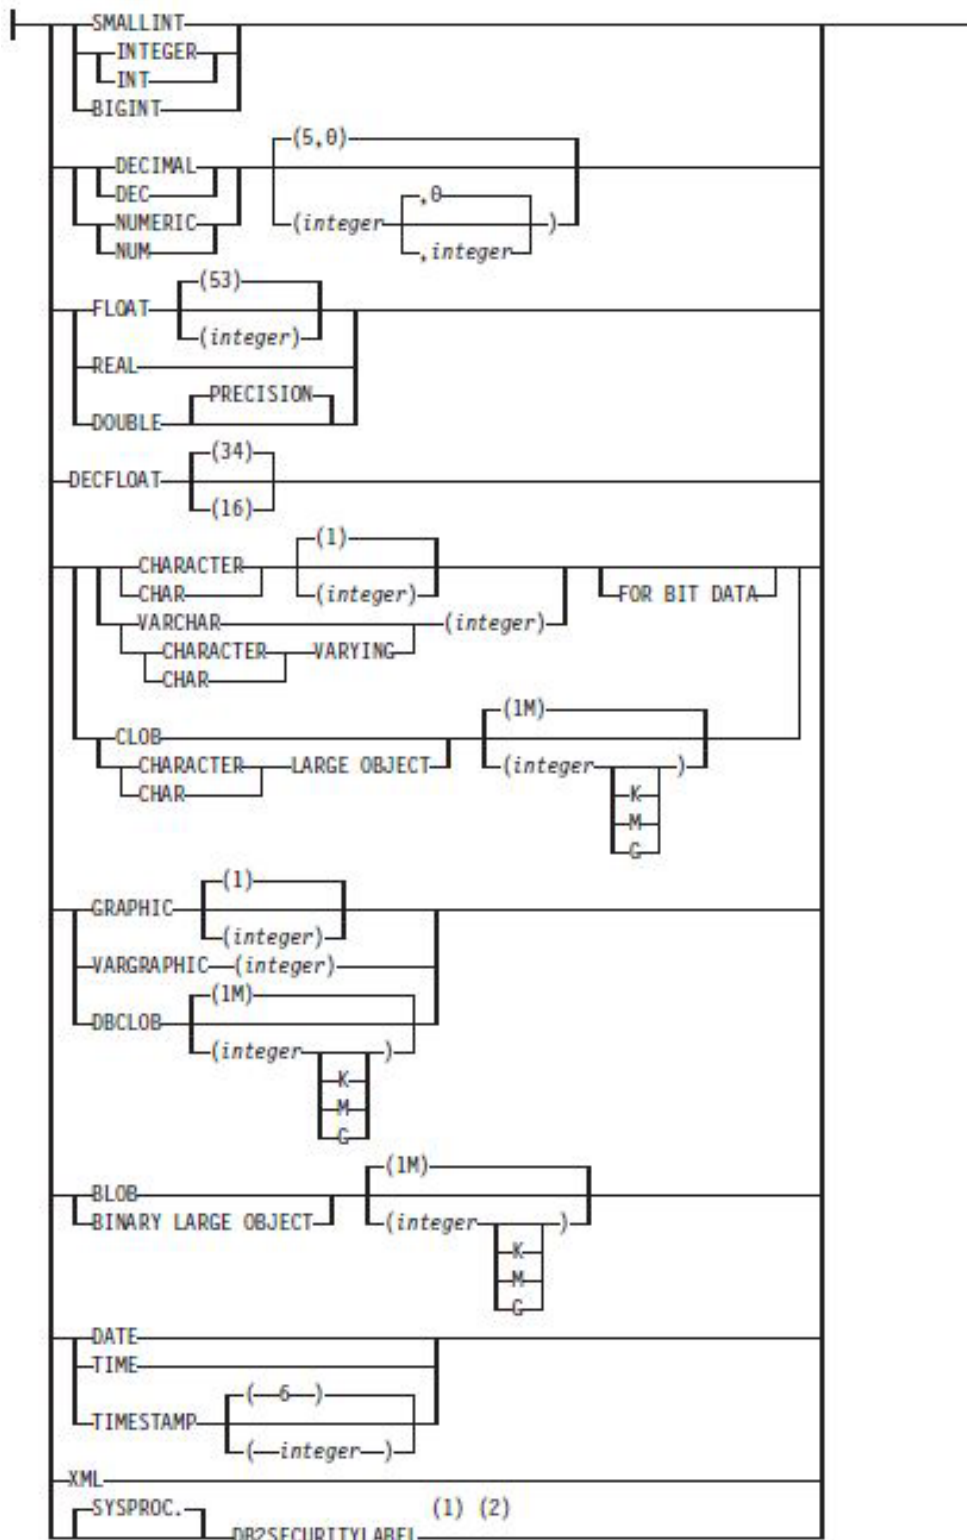 SMALLINT
INTEGER
INT
BIGINT
(5,0)
DECIMAL
DEC
,0
NUMERIC (integer )
NUM ,integer
(53)
FLOAT
(integer)
REAL
PRECISION
DOUBLE
(34)
DECFLOAT
(16)
(1)
CHARACTER
CHAR (integer) FOR BIT DATA
VARCHAR (integer)
CHARACTER VARYING
CHAR
(1M)
CLOB
CHARACTER LARGE OBJECT (integer )
CHAR K
M
G
(1)
GRAPHIC
(integer)
VARGRAPHIC (integer)
(1M)
DBCLOB
(integer )
K
M
G
(1M)
BLOB
BINARY LARGE OBJECT (integer )
K
M
G
DATE
TIME
( 6 )
TIMESTAMP
( integer )
XML
SYSPROC. (1) (2)
DB2SECURITYLABEL